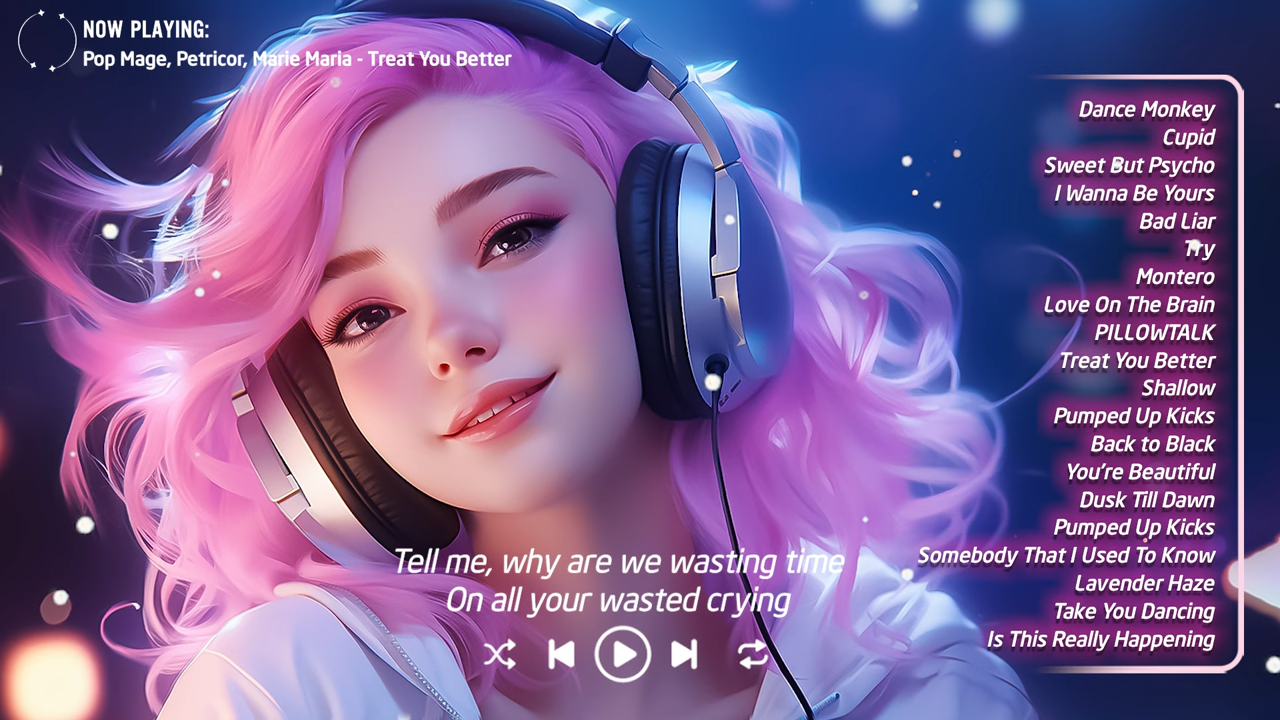 NOW PLAYING:
Pop Mage, Petricor, Marie Maria - Treat You Better
Dance Monkey
Cupid
Sweet But Psycho
I Wanna Be Yours
Bad Liar
Try
Montero
Love On The Brain
PILLOWTALK
Treat You Better
Shallow
Pumped Up Kicks
Back to Black
You're Beautiful
Dusk Till Dawn
Pumped Up Kicks
Somebody That I Used To Know
Lavender Haze
Take You Dancing
Is This Really Happening
Tell me, why are we wasting time
On all your wasted crying